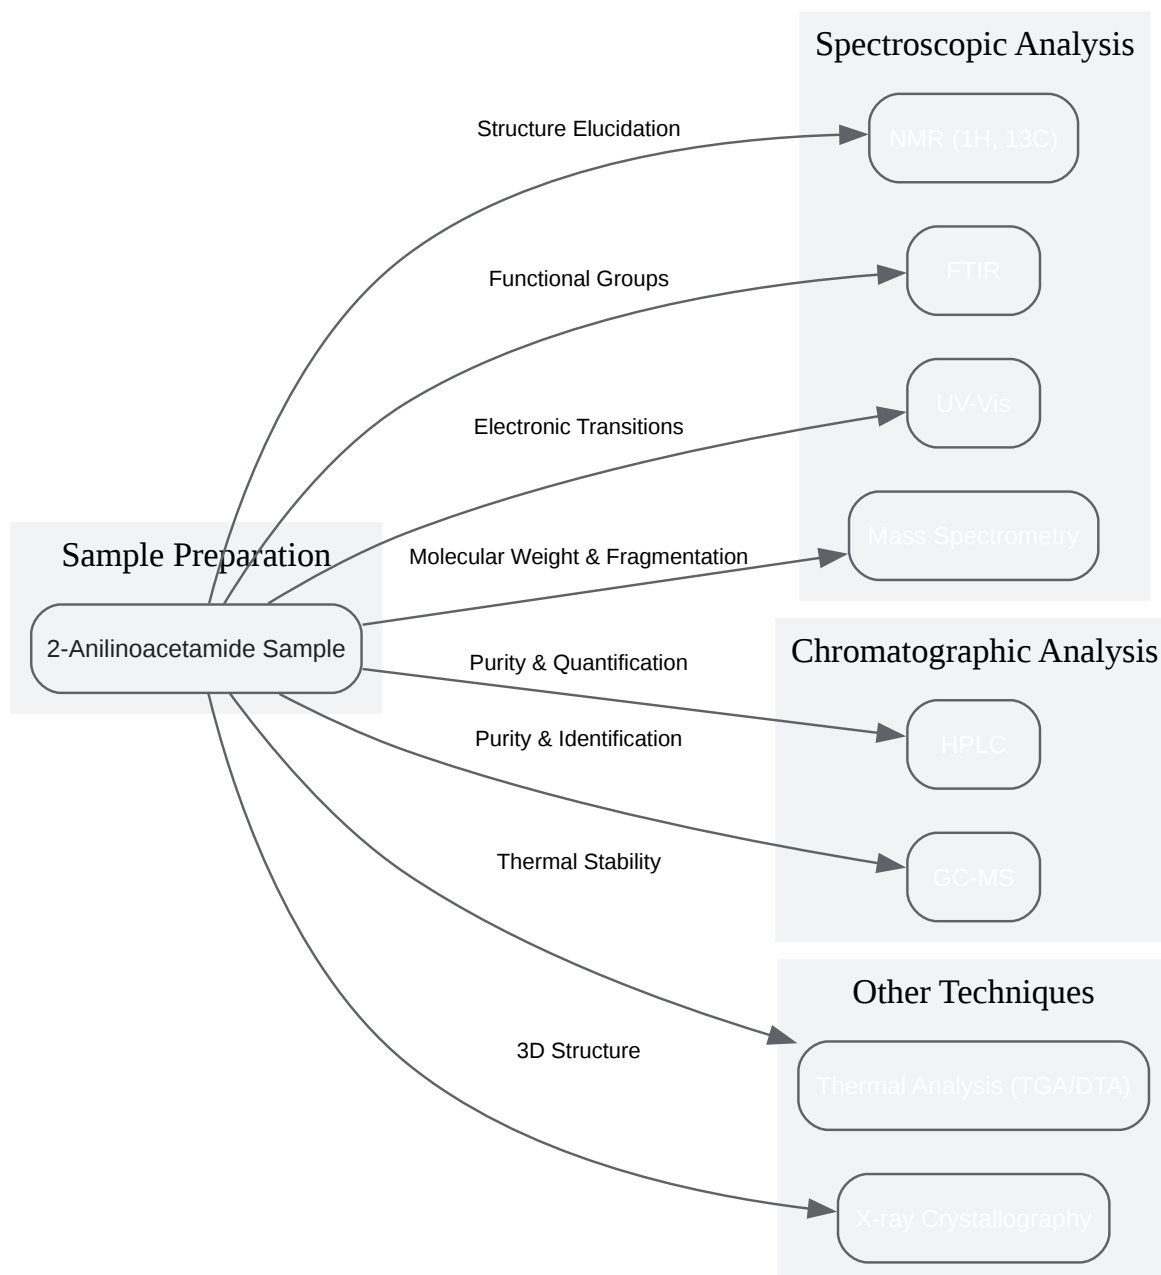 Spectroscopic Analysis
Structure Elucidation
NMR (1H, 13C)
Functional Groups
FTIR
Electronic Transitions
UV-Vis
Sample Preparation
Molecular Weight & Fragmentation
Mass Spectrometry
2-Anilinoacetamide Sample
Purity & Quantification
Chromatographic Analysis
Purity & Identification
HPLC
Thermal Stability
GC-MS
Other Techniques
3D Structure
Thermal Analysis (TGA/DTA)
X-ray Crystallography